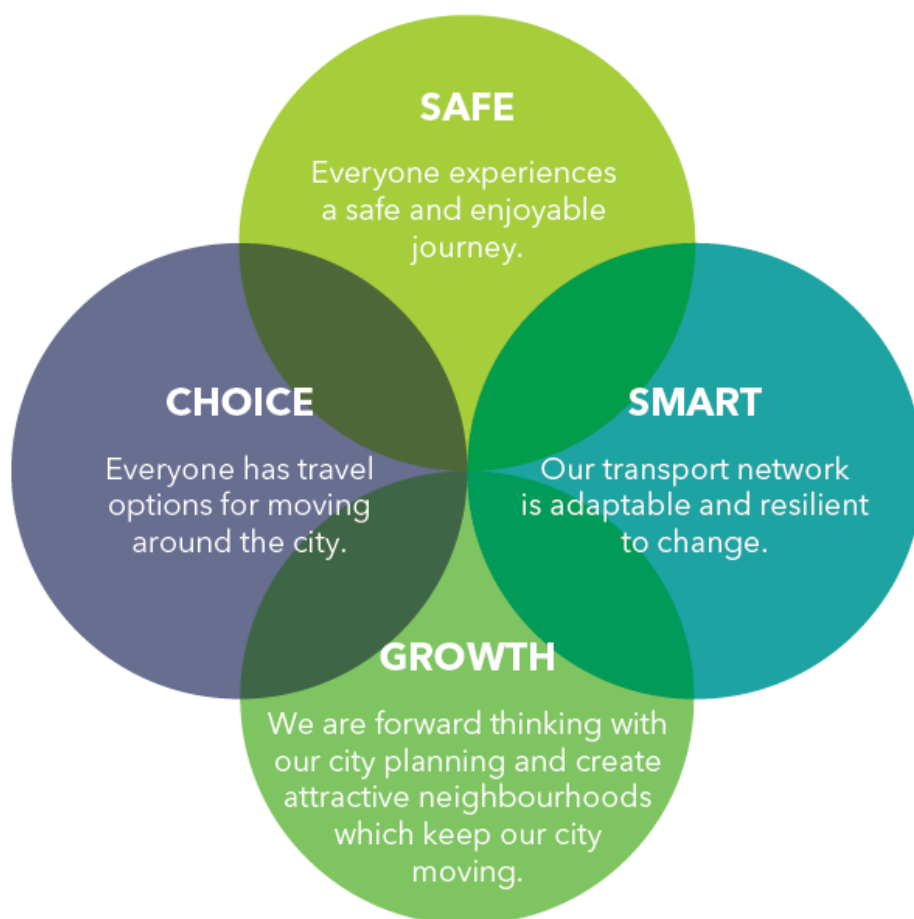 SAFE
Everyone experiences
a safe and enjoyable
journey.
CHOICE
Everyone has travel
options for moving
around the city.
SMART
Our transport network
is adaptable and resilient
to change.
GROWTH
We are forward thinking with
our city planning and create
attractive neighbourhoods
which keep our city
moving.